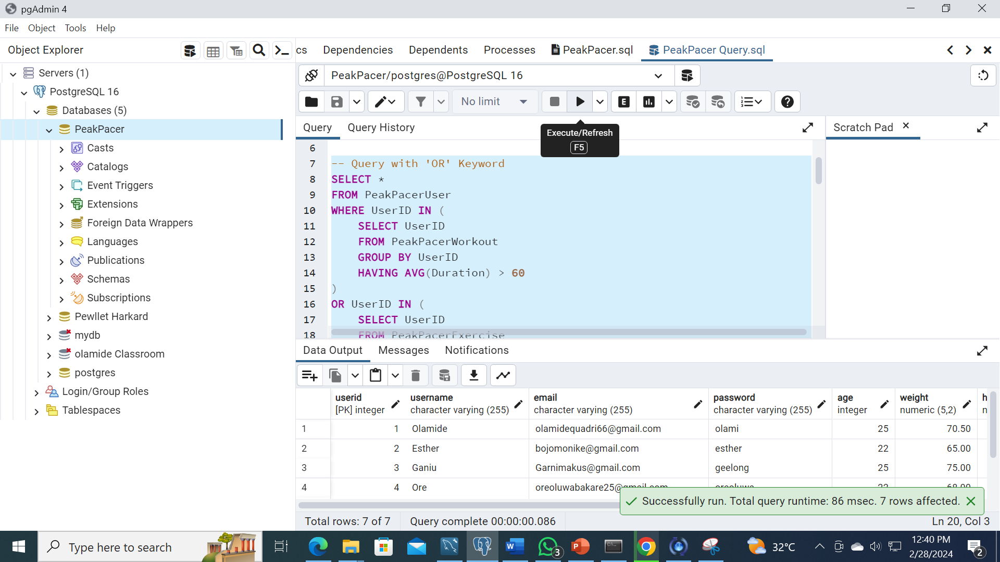 pgAdmin 4
File Object Tools Help
Object Explorer
cs Dependencies Dependents Processes PeakPacer.sql PeakPacer Query.sql
Servers (1)
PostgreSQL 16
Databases (5)
PeakPacer
Casts
Catalogs
Event Triggers
Extensions
Foreign Data Wrappers
Languages
Publications
Schemas
Subscriptions
Pewllet Harkard
mydb
olamide Classroom
postgres
Login/Group Roles
Tablespaces
PeakPacer/postgres@PostgreSQL 16
No limit
E
Query Query History
Execute/Refresh
F5
Scratch Pad
6
7 -- Query with 'OR' Keyword
8 SELECT *
9 FROM PeakPacerUser
10 WHERE UserID IN (
11 SELECT UserID
12 FROM PeakPacerWorkout
13 GROUP BY UserID
14 HAVING AVG(Duration) > 60
15 )
16 OR UserID IN (
17 SELECT UserID
18 FROM PeakPacerExercise
Data Output Messages Notifications
userid username email password age weight h
[PK] integer character varying (255) character varying (255) character varying (255) integer numeric (5,2) n
1 1 Olamide olamidequadri66@gmail.com olami 25 70.50
2 2 Esther bojomonike@gmail.com esther 22 65.00
3 3 Ganiu Garnimakus@gmail.com geelong 25 75.00
4 4 Ore oreoluwabakare25@gmail.com oreoluwa 22 68.00
Successfully run. Total query runtime: 86 msec. 7 rows affected.
Total rows: 7 of 7 Query complete 00:00:00.086 Ln 20, Col 3
Type here to search
3
32°C
12:40 PM
2/28/2024
2